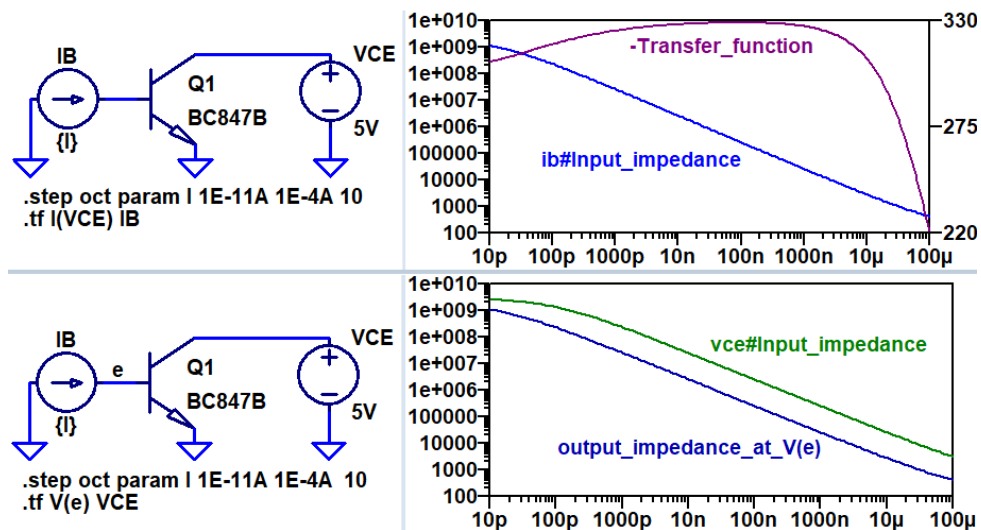 IB
{I}
Q1
BC847B
VCE
5V
.step oct param I 1E-11A 1E-4A 10
.tf I(VCE) IB
1e+010
1e+009
1e+008
1e+007
1e+006
100000
10000
1000
100
330
275
220
-Transfer_function
ib#Input_impedance
10p 100p 1000p 10n 100n 1000n 10µ 100µ
IB
{I}
e
Q1
BC847B
VCE
5V
.step oct param I 1E-11A 1E-4A 10
.tf V(e) VCE
1e+010
1e+009
1e+008
1e+007
1e+006
100000
10000
1000
100
vce#Input_impedance
output_impedance_at_V(e)
10p 100p 1000p 10n 100n 1000n 10µ 100µ